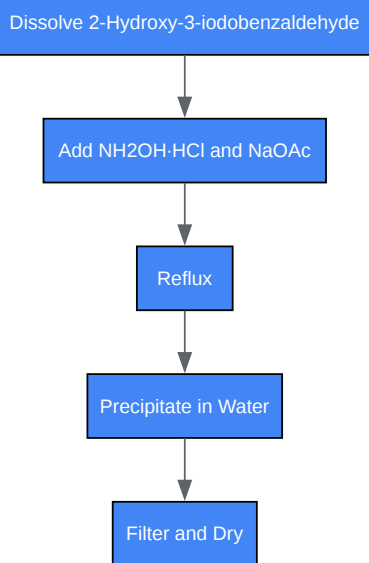 Dissolve 2-Hydroxy-3-iodobenzaldehyde
Add NH2OH·HCl and NaOAc
Reflux
Precipitate in Water
Filter and Dry